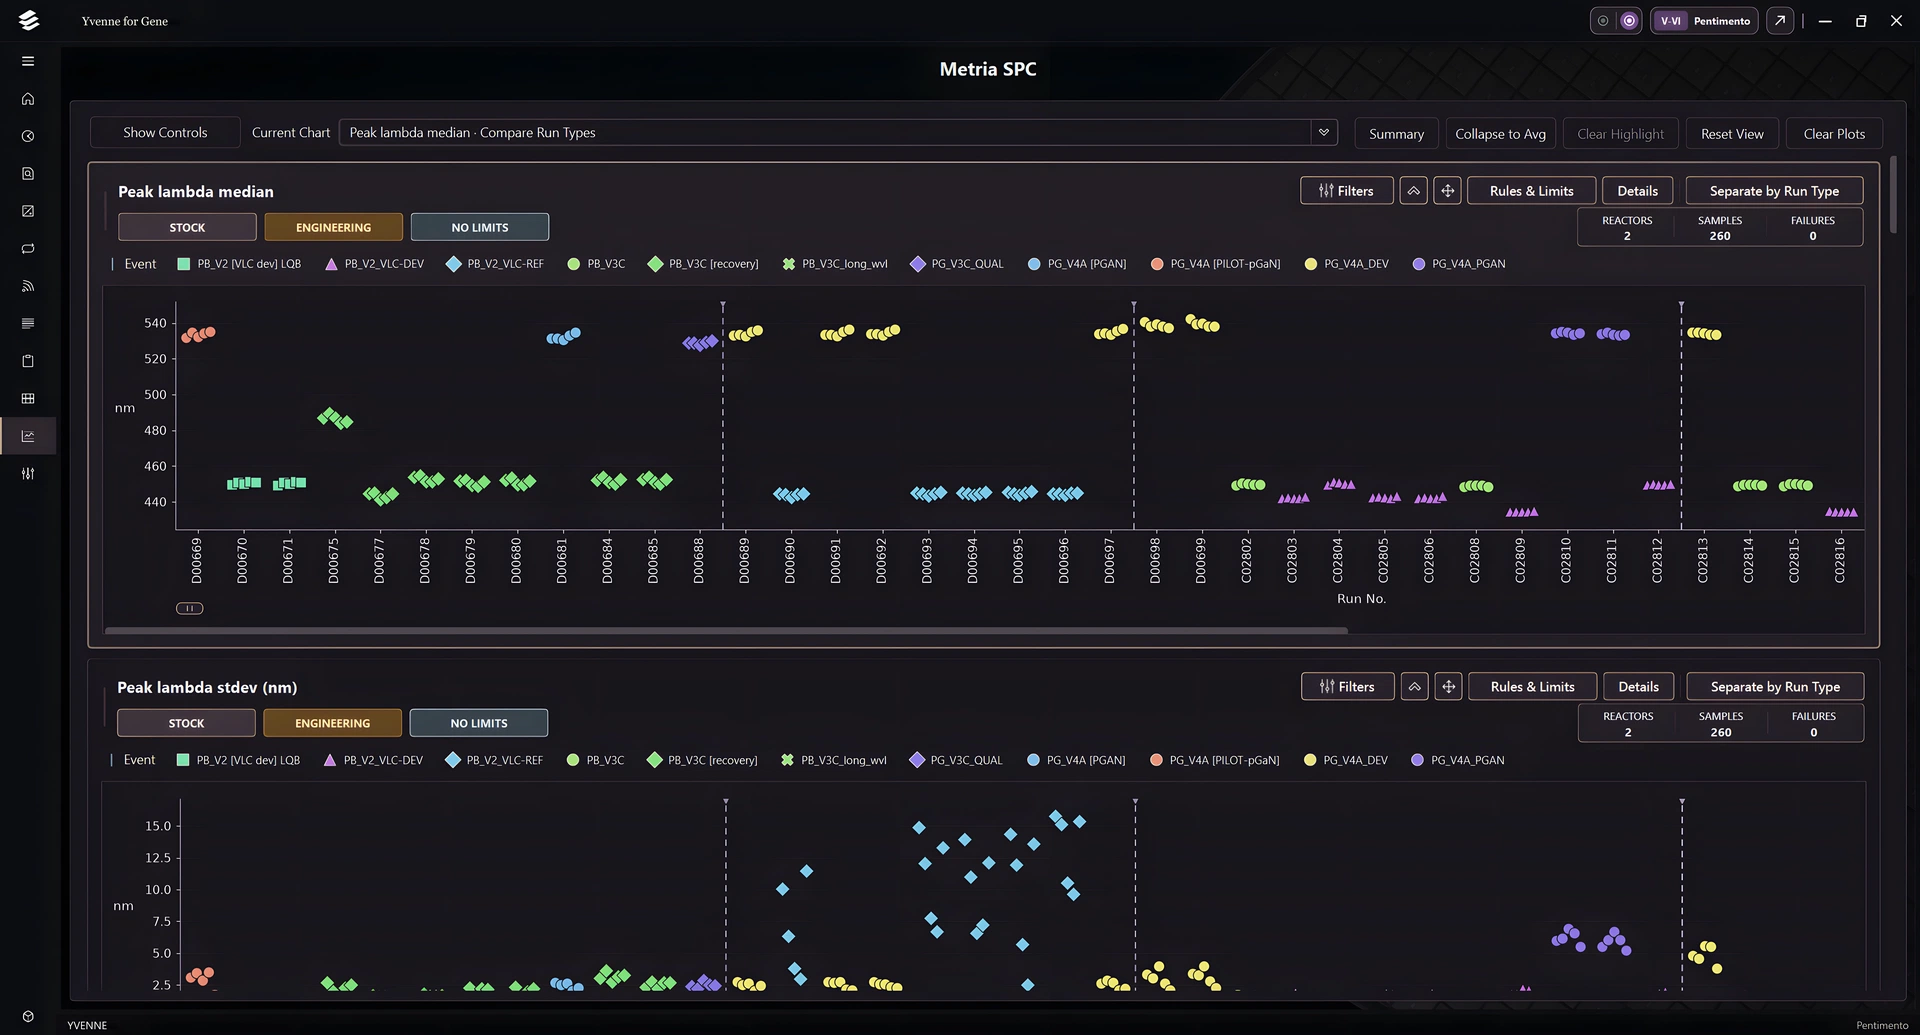 Yvenne for Gene
V-VI Pentimento
Metria SPC
Show Controls Current Chart Peak lambda median · Compare Run Types Summary Collapse to Avg Clear Highlight Reset View Clear Plots
Peak lambda median Filters Rules & Limits Details Separate by Run Type
STOCK ENGINEERING NO LIMITS
REACTORS SAMPLES FAILURES
2 260 0
Event PB_V2 [VLC dev] LQB PB_V2_VLC-DEV PB_V2_VLC-REF PB_V3C PB_V3C [recovery] PB_V3C_long_wvl PG_V3C_QUAL PG_V4A [PGAN] PG_V4A [PILOT-pGaN] PG_V4A_DEV PG_V4A_PGAN
540
520
500
nm
480
460
440
D00669 D00670 D00671 D00675 D00677 D00678 D00679 D00680 D00681 D00684 D00685 D00688 D00689 D00690 D00691 D00692 D00693 D00694 D00695 D00696 D00697 D00698 D00699 C02802 C02803 C02804 C02805 C02806 C02808 C02809 C02810 C02811 C02812 C02813 C02814 C02815 C02816
Run No.
Peak lambda stdev (nm) Filters Rules & Limits Details Separate by Run Type
STOCK ENGINEERING NO LIMITS
REACTORS SAMPLES FAILURES
2 260 0
Event PB_V2 [VLC dev] LQB PB_V2_VLC-DEV PB_V2_VLC-REF PB_V3C PB_V3C [recovery] PB_V3C_long_wvl PG_V3C_QUAL PG_V4A [PGAN] PG_V4A [PILOT-pGaN] PG_V4A_DEV PG_V4A_PGAN
15.0
12.5
10.0
nm
7.5
5.0
2.5
YVENNE Pentimento